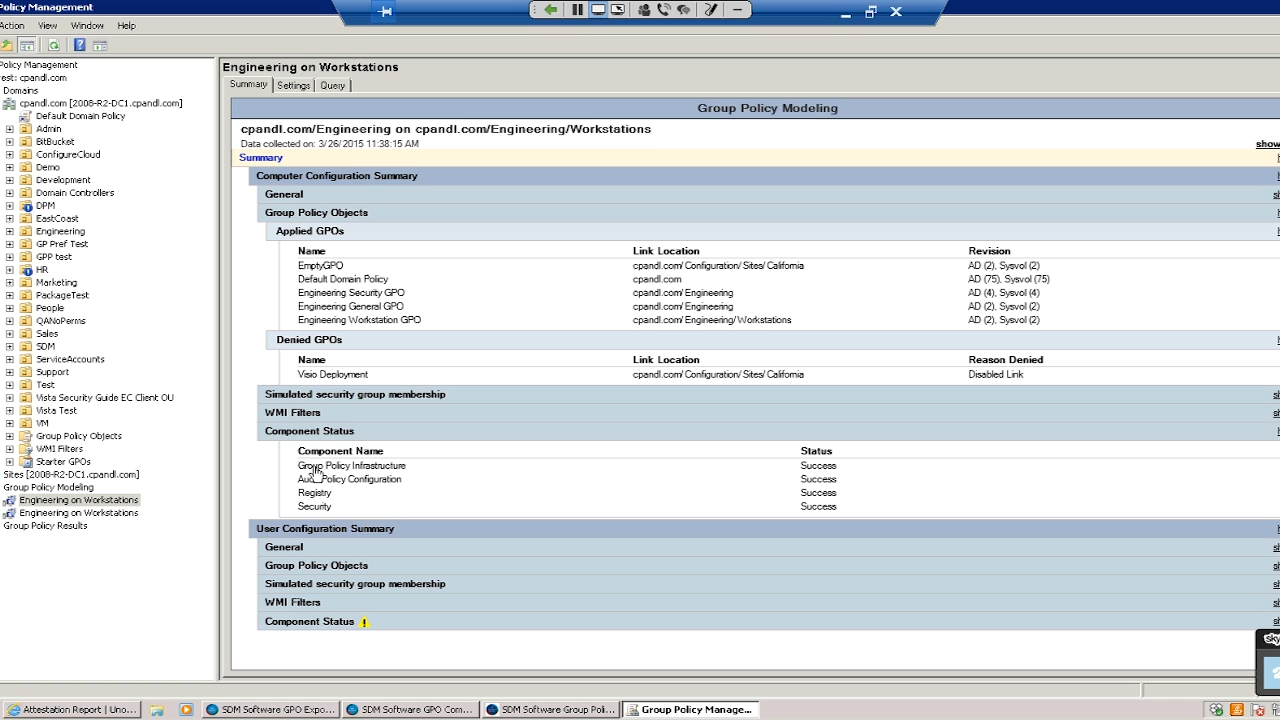 Action View Window Help
Policy Management
rest: cpandl.com
Domains
cpandl.com [2008-R2-DC1.cpandl.com]
Default Domain Policy
Admin
BitBucket
ConfigureCloud
Demo
Development
Domain Controllers
DPM
EastCoast
Engineering
GP Pref Test
GPP test
HR
Marketing
PackageTest
People
QANoPerms
Sales
SDM
ServiceAccounts
Support
Test
Vista Security Guide EC Client OU
Vista Test
VM
Group Policy Objects
WMI Filters
Starter GPOs
Sites [2008-R2-DC1.cpandl.com]
Group Policy Modeling
Engineering on Workstations
Engineering on Workstations
Group Policy Results
Engineering on Workstations
Summary Settings Query
Group Policy Modeling
cpandl.com/Engineering on cpandl.com/Engineering/Workstations
Data collected on: 3/26/2015 11:38:15 AM show
Summary
Computer Configuration Summary
General
Group Policy Objects
Applied GPOs
Name Link Location Revision
EmptyGPO cpandl.com/Configuration/Sites/California AD (2), Sysvol (2)
Default Domain Policy cpandl.com AD (75), Sysvol (75)
Engineering Security GPO cpandl.com/Engineering AD (4), Sysvol (4)
Engineering General GPO cpandl.com/Engineering AD (2), Sysvol (2)
Engineering Workstation GPO cpandl.com/Engineering/Workstations AD (2), Sysvol (2)
Denied GPOs
Name Link Location Reason Denied
Visio Deployment cpandl.com/Configuration/Sites/California Disabled Link
Simulated security group membership
WMI Filters
Component Status
Component Name Status
Group Policy Infrastructure Success
Policy Configuration Success
Registry Success
Security Success
User Configuration Summary
General
Group Policy Objects
Simulated security group membership
WMI Filters
Component Status
sky
Attestation Report | Uno... SDM Software GPO Expo... SDM Software GPO Com... SDM Software Group Poli... Group Policy Manage...